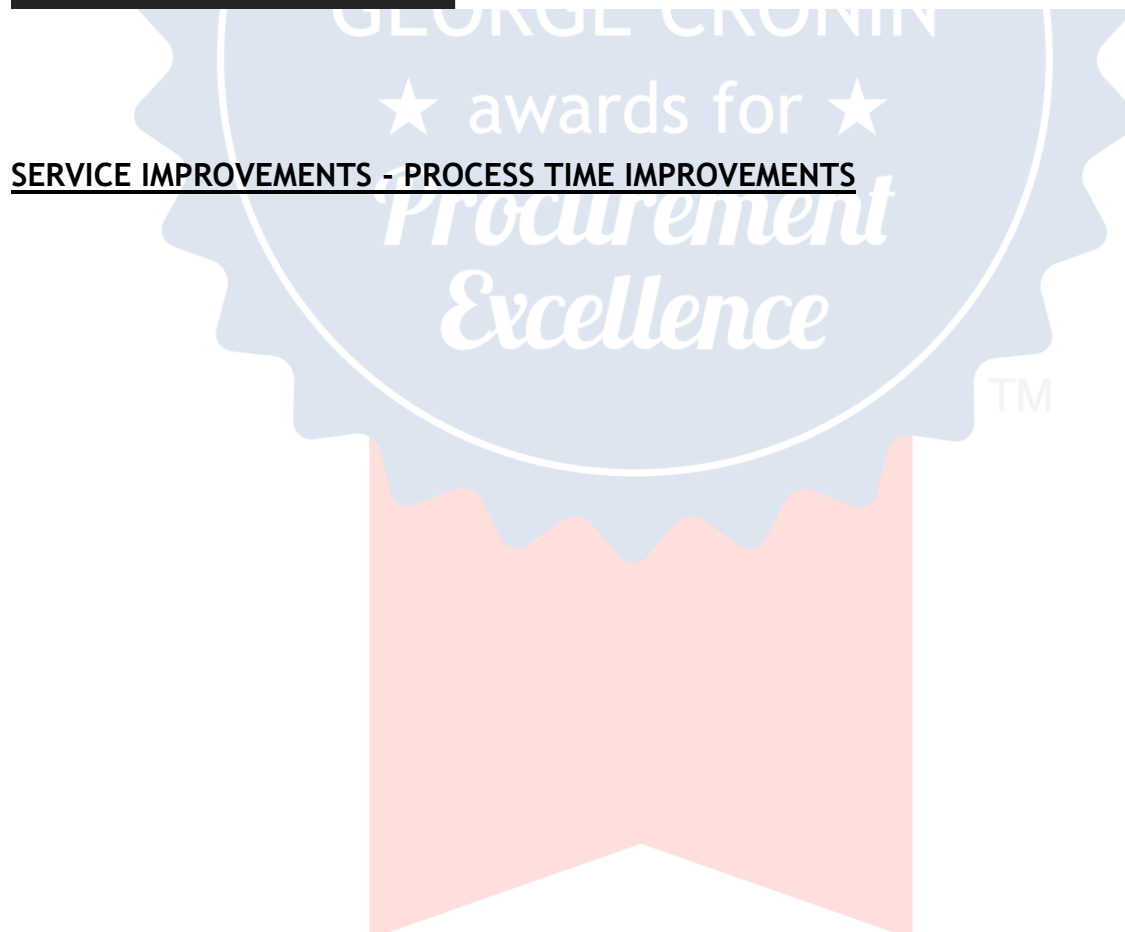 GEORGE CRONIN
★ awards for ★
SERVICE IMPROVEMENTS - PROCESS TIME IMPROVEMENTS
Procurement
Excellence
TM